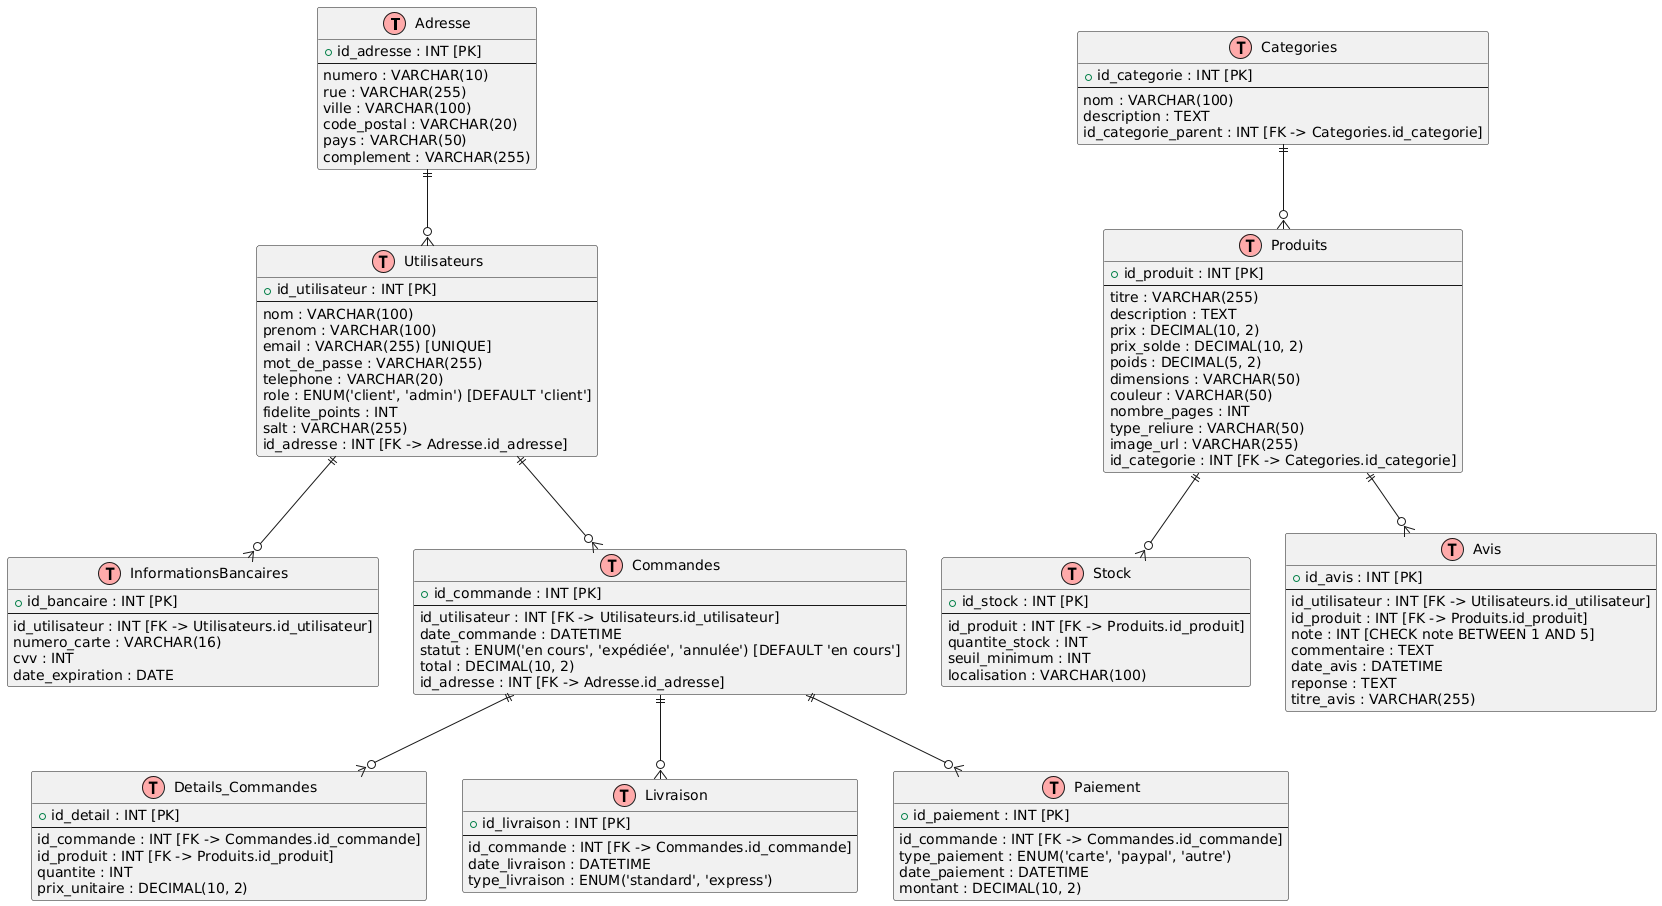 T Adresse
id_adresse : INT [PK]
numero : VARCHAR(10)
rue : VARCHAR(255)
ville : VARCHAR(100)
code_postal : VARCHAR(20)
pays : VARCHAR(50)
complement : VARCHAR(255)
T Categories
id_categorie : INT [PK]
nom : VARCHAR(100)
description : TEXT
id_categorie_parent : INT [FK -> Categories.id_categorie]
T Utilisateurs
id_utilisateur : INT [PK]
nom : VARCHAR(100)
prenom : VARCHAR(100)
email : VARCHAR(255) [UNIQUE]
mot_de_passe : VARCHAR(255)
telephone : VARCHAR(20)
role : ENUM('client', 'admin') [DEFAULT 'client']
fidelite_points : INT
salt : VARCHAR(255)
id_adresse : INT [FK -> Adresse.id_adresse]
T Produits
id_produit : INT [PK]
titre : VARCHAR(255)
description : TEXT
prix : DECIMAL(10, 2)
prix_solde : DECIMAL(10, 2)
poids : DECIMAL(5, 2)
dimensions : VARCHAR(50)
couleur : VARCHAR(50)
nombre_pages : INT
type_reliure : VARCHAR(50)
image_url : VARCHAR(255)
id_categorie : INT [FK -> Categories.id_categorie]
T InformationsBancaires
id_bancaire : INT [PK]
id_utilisateur : INT [FK -> Utilisateurs.id_utilisateur]
numero_carte : VARCHAR(16)
cvv : INT
date_expiration : DATE
T Commandes
id_commande : INT [PK]
id_utilisateur : INT [FK -> Utilisateurs.id_utilisateur]
date_commande : DATETIME
statut : ENUM('en cours', 'expédiée', 'annulée') [DEFAULT 'en cours']
total : DECIMAL(10, 2)
id_adresse : INT [FK -> Adresse.id_adresse]
T Stock
id_stock : INT [PK]
id_produit : INT [FK -> Produits.id_produit]
quantite_stock : INT
seuil_minimum : INT
localisation : VARCHAR(100)
T Avis
id_avis : INT [PK]
id_utilisateur : INT [FK -> Utilisateurs.id_utilisateur]
id_produit : INT [FK -> Produits.id_produit]
note : INT [CHECK note BETWEEN 1 AND 5]
commentaire : TEXT
date_avis : DATETIME
reponse : TEXT
titre_avis : VARCHAR(255)
T Details_Commandes
id_detail : INT [PK]
id_commande : INT [FK -> Commandes.id_commande]
id_produit : INT [FK -> Produits.id_produit]
quantite : INT
prix_unitaire : DECIMAL(10, 2)
T Livraison
id_livraison : INT [PK]
id_commande : INT [FK -> Commandes.id_commande]
date_livraison : DATETIME
type_livraison : ENUM('standard', 'express')
T Paiement
id_paiement : INT [PK]
id_commande : INT [FK -> Commandes.id_commande]
type_paiement : ENUM('carte', 'paypal', 'autre')
date_paiement : DATETIME
montant : DECIMAL(10, 2)